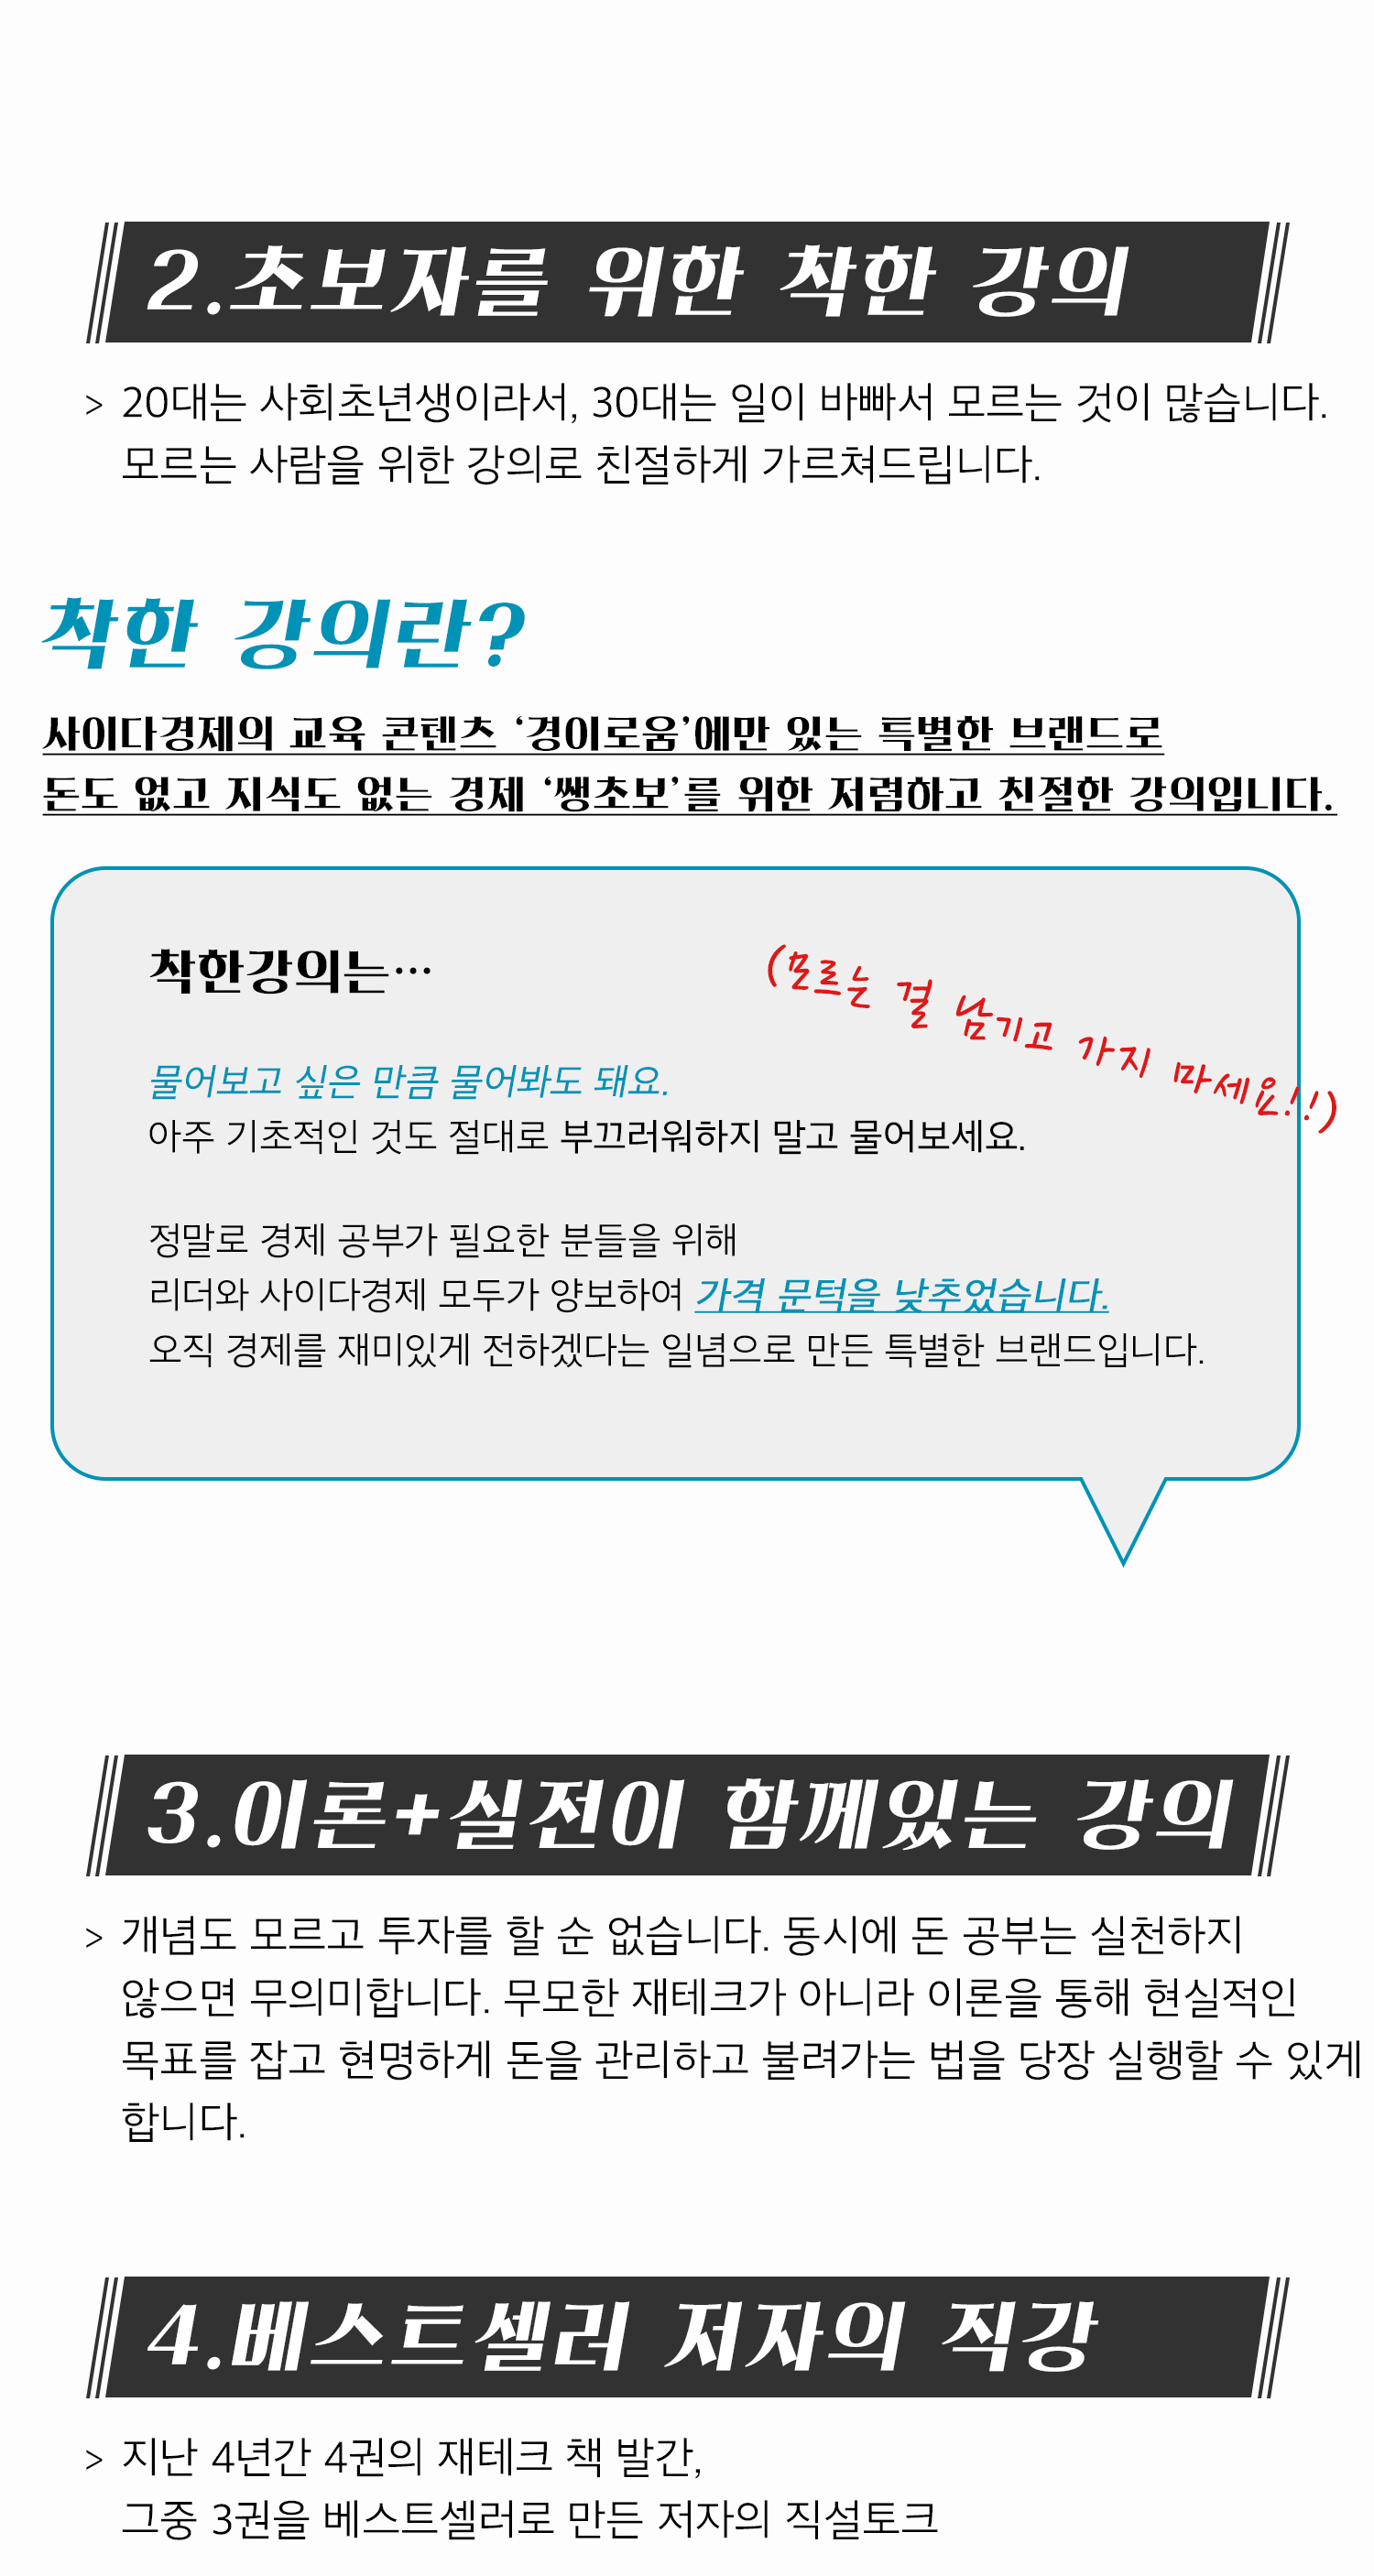 2.초보자를 위한 착한 강의
> 20대는 사회초년생이라서, 30대는 일이 바빠서 모르는 것이 많습니다.
모르는 사람을 위한 강의로 친절하게 가르쳐드립니다.
착한 강의란?
사이다경제의 교육 콘텐츠 ‘경이로움’에만 있는 특별한 브랜드로
돈도 없고 지식도 없는 경제 ‘쌩초보’를 위한 저렴하고 친절한 강의입니다.
착한강의는…
(모르는 걸 남기고 가지 마세요!!)
물어보고 싶은 만큼 물어봐도 돼요.
아주 기초적인 것도 절대로 부끄러워하지 말고 물어보세요.
정말로 경제 공부가 필요한 분들을 위해
리더와 사이다경제 모두가 양보하여 가격 문턱을 낮추었습니다.
오직 경제를 재미있게 전하겠다는 일념으로 만든 특별한 브랜드입니다.
3.이론+실전이 함께있는 강의
> 개념도 모르고 투자를 할 순 없습니다. 동시에 돈 공부는 실천하지
않으면 무의미합니다. 무모한 재테크가 아니라 이론을 통해 현실적인
목표를 잡고 현명하게 돈을 관리하고 불려가는 법을 당장 실행할 수 있게
합니다.
4.베스트셀러 저자의 직강
> 지난 4년간 4권의 재테크 책 발간,
그중 3권을 베스트셀러로 만든 저자의 직설토크